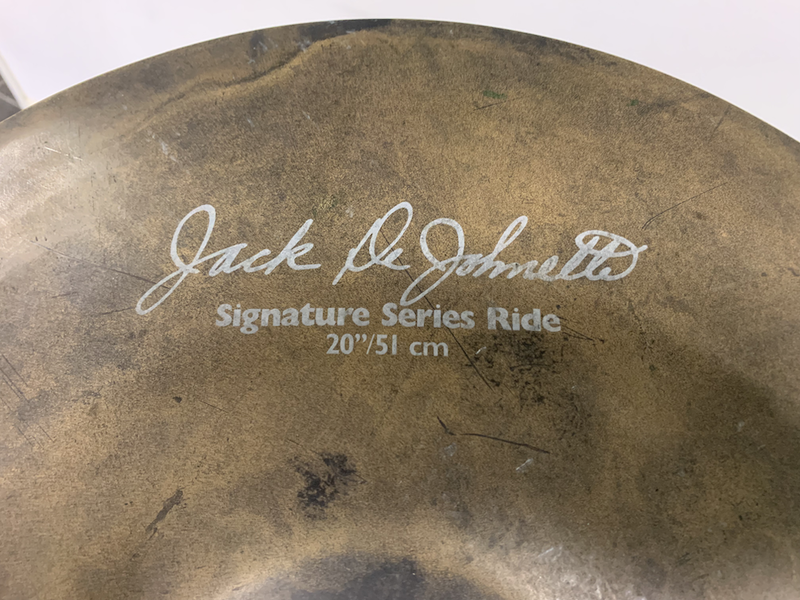 Jack DeJohnette
Signature Series Ride
20”/51 cm